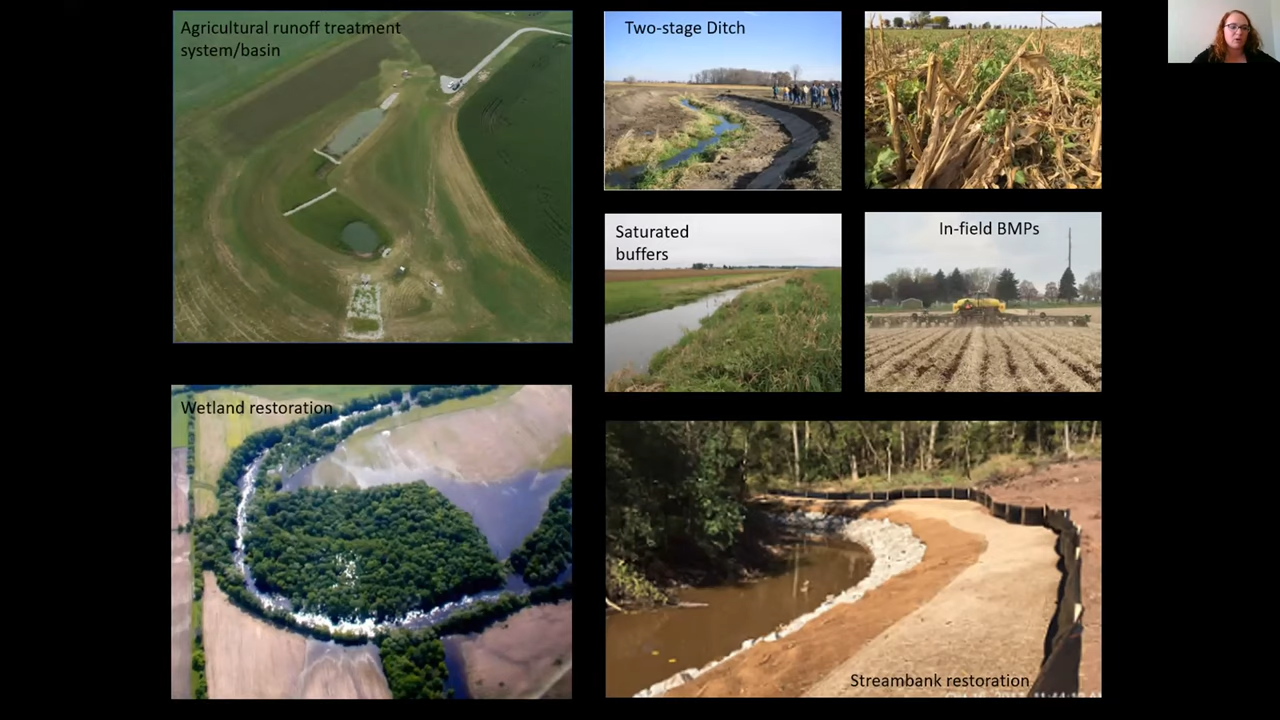 Agricultural runoff treatment
system/basin
Two-stage Ditch
Saturated
buffers
In-field BMPs
Wetland restoration
Streambank restoration